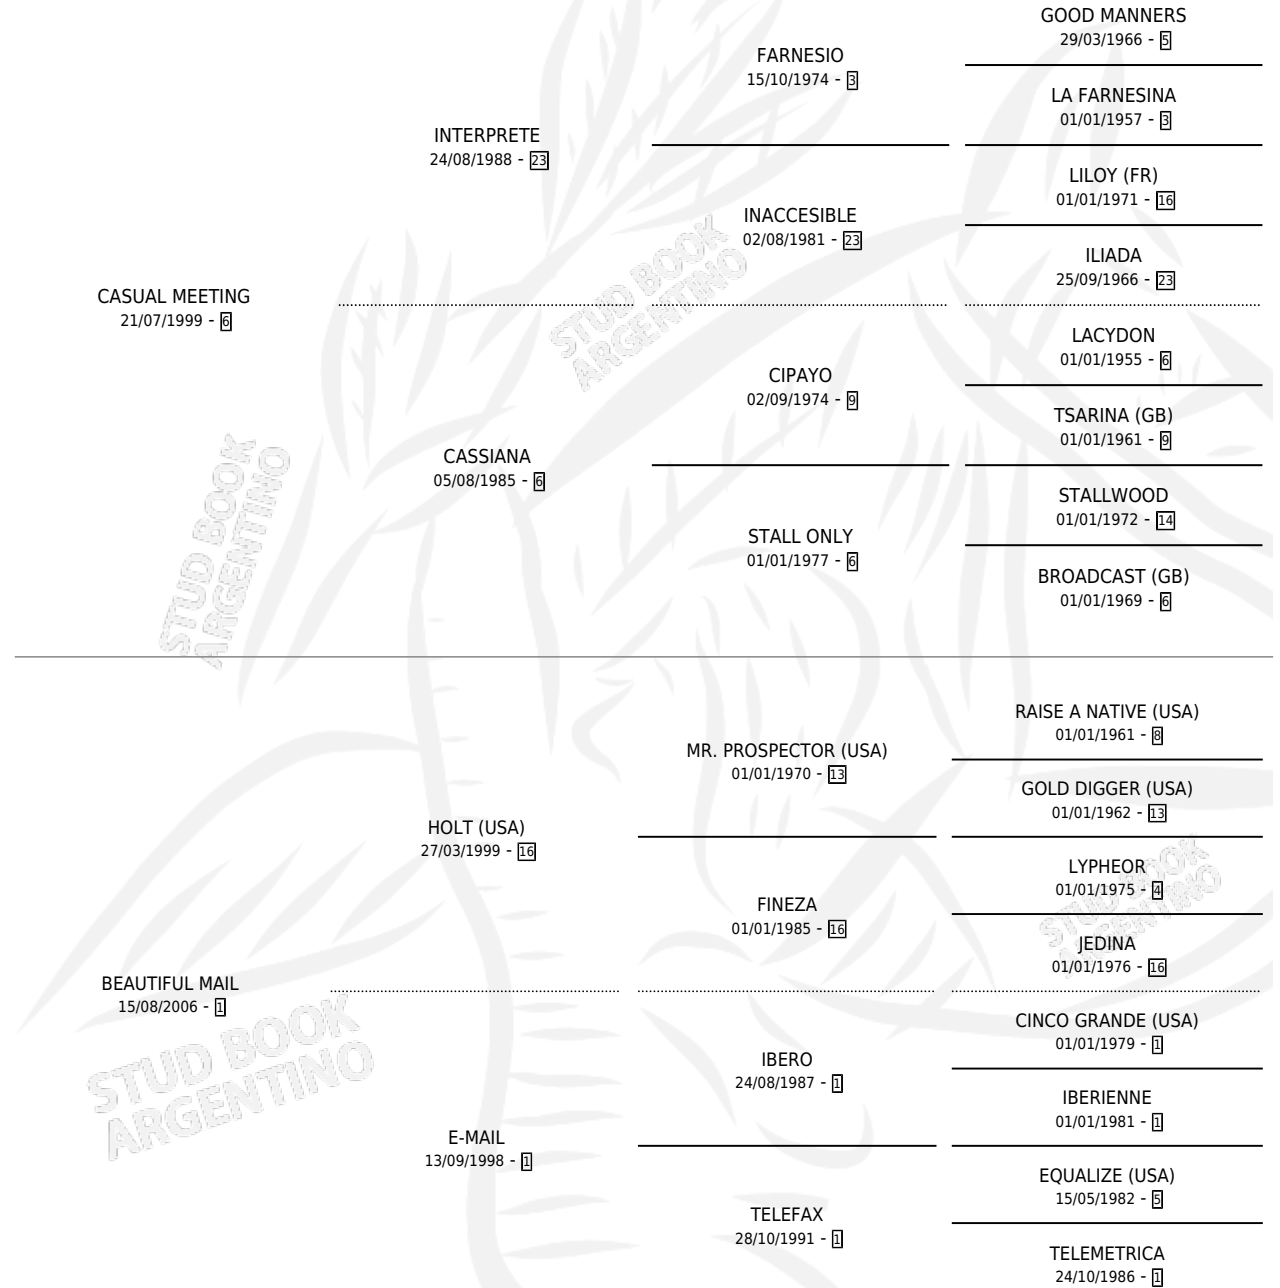 GOOD MANNERS
29/03/1966 - 5
FARNESIO
15/10/1974 - 3
LA FARNESINA
01/01/1957 - 3
INTERPRETE
24/08/1988 - 23
LILOY (FR)
01/01/1971 - 16
INACCESIBLE
02/08/1981 - 23
ILIADA
25/09/1966 - 23
CASUAL MEETING
21/07/1999 - 6
LACYDON
01/01/1955 - 6
CIPAYO
02/09/1974 - 9
TSARINA (GB)
01/01/1961 - 9
CASSIANA
05/08/1985 - 6
STALLWOOD
01/01/1972 - 14
STALL ONLY
01/01/1977 - 6
BROADCAST (GB)
01/01/1969 - 6
STUD BOOK
ARGENTINO
STUD BOOK
ARGENTINO
RAISE A NATIVE (USA)
01/01/1961 - 8
MR. PROSPECTOR (USA)
01/01/1970 - 13
GOLD DIGGER (USA)
01/01/1962 - 13
HOLT (USA)
27/03/1999 - 16
LYPHEOR
01/01/1975 - 4
FINEZA
01/01/1985 - 16
JEDINA
01/01/1976 - 16
BEAUTIFUL MAIL
15/08/2006 - 1
CINCO GRANDE (USA)
01/01/1979 - 1
IBERO
24/08/1987 - 1
IBERIENNE
01/01/1981 - 1
E-MAIL
13/09/1998 - 1
EQUALIZE (USA)
15/05/1982 - 5
TELEFAX
28/10/1991 - 1
TELEMETRICA
24/10/1986 - 1
STUD BOOK
ARGENTINO
STUD BOOK
ARGENTINO